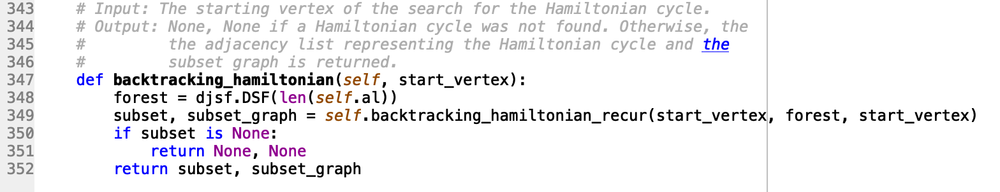 343     # Input: The starting vertex of the search for the Hamiltonian cycle.
344     # Output: None, None if a Hamiltonian cycle was not found. Otherwise, the
345     #         the adjacency list representing the Hamiltonian cycle and the
346     #         subset graph is returned.
347     def backtracking_hamiltonian(self, start_vertex):
348         forest = djsf.DSF(len(self.al))
349         subset, subset_graph = self.backtracking_hamiltonian_recur(start_vertex, forest, start_vertex)
350         if subset is None:
351             return None, None
352         return subset, subset_graph